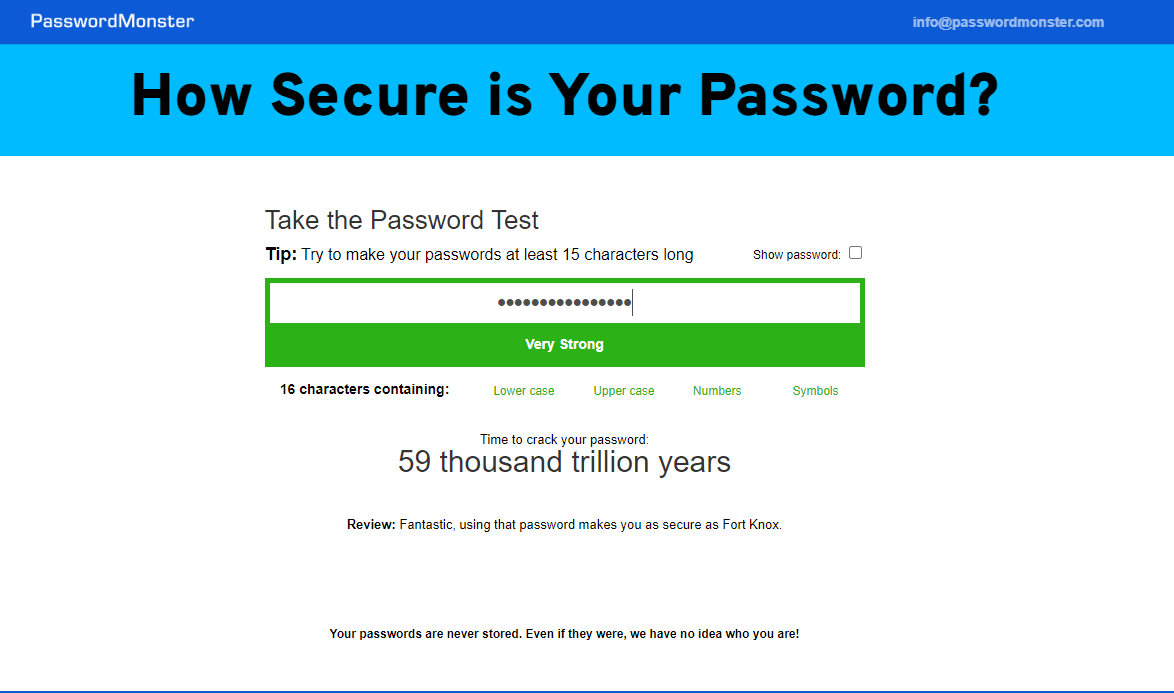 PasswordMonster
info@passwordmonster.com
How Secure is Your Password?
Take the Password Test
Tip: Try to make your passwords at least 15 characters long
Show password:
••••••••••••••••
Very Strong
16 characters containing: Lower case Upper case Numbers Symbols
Time to crack your password:
59 thousand trillion years
Review: Fantastic, using that password makes you as secure as Fort Knox.
Your passwords are never stored. Even if they were, we have no idea who you are!